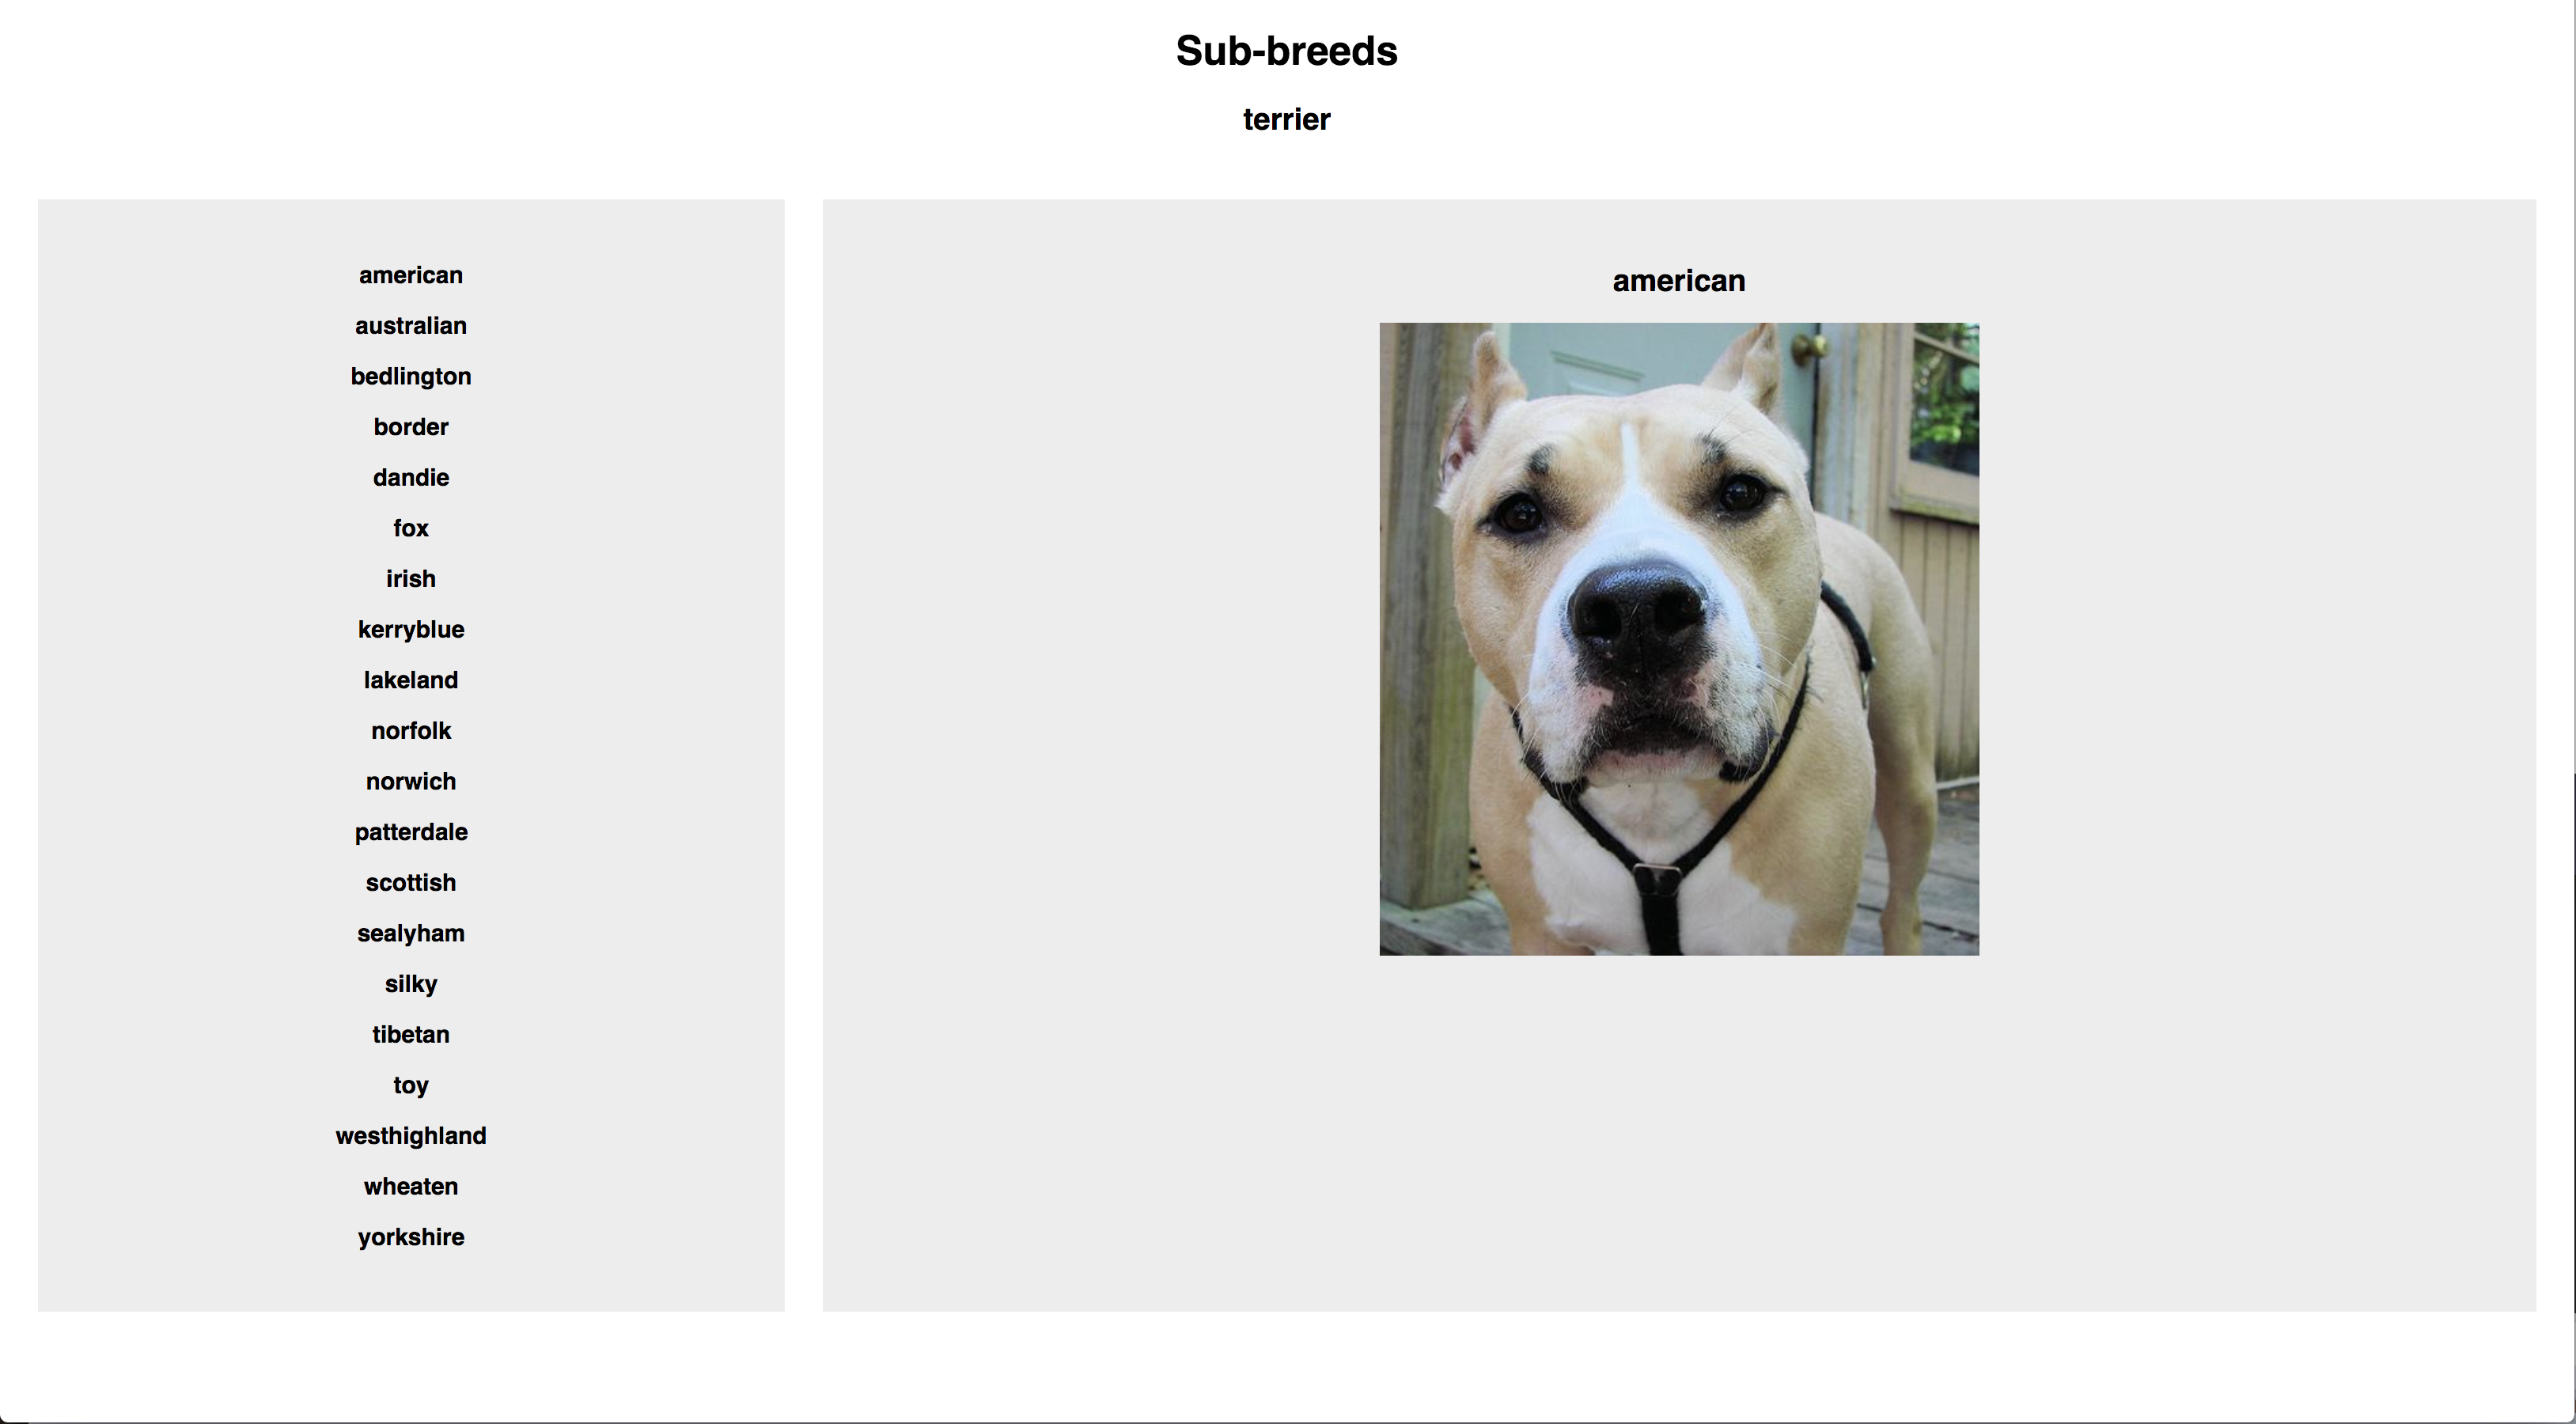 Sub-breeds
terrier
american
australian
bedlington
border
dandie
fox
irish
kerryblue
lakeland
norfolk
norwich
patterdale
scottish
sealyham
silky
tibetan
toy
westhighland
wheaten
yorkshire
american